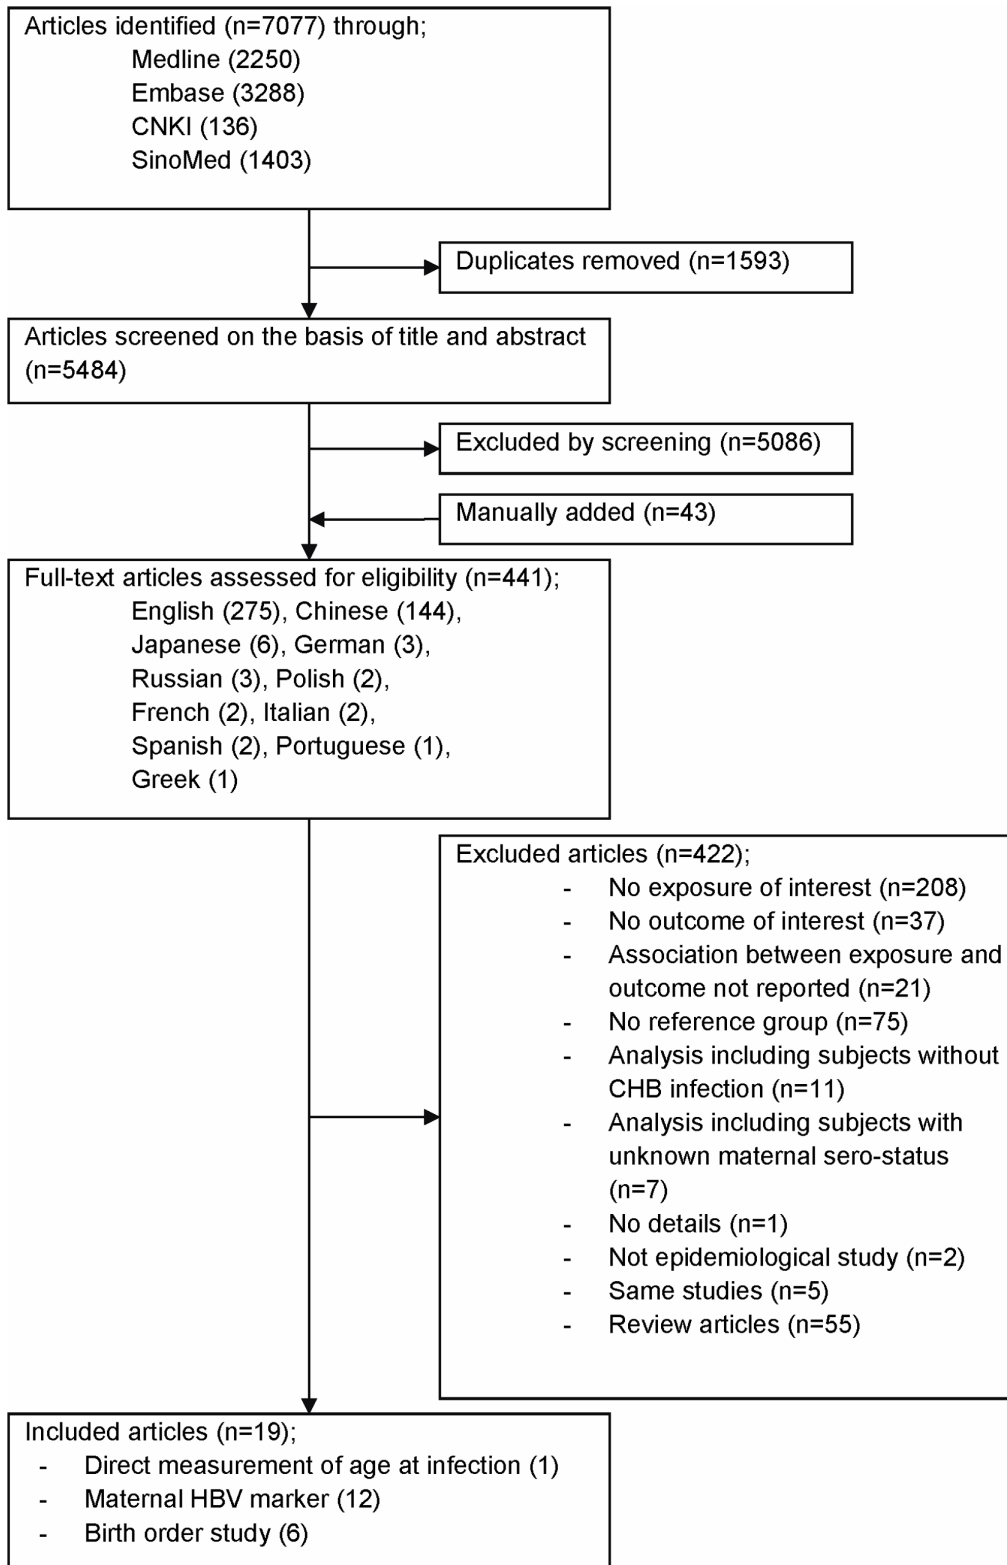 Articles identified (n=7077) through;
Medline (2250)
Embase (3288)
CNKI (136)
SinoMed (1403)
Duplicates removed (n=1593)
Articles screened on the basis of title and abstract
(n=5484)
Excluded by screening (n=5086)
Manually added (n=43)
Full-text articles assessed for eligibility (n=441);
English (275), Chinese (144),
Japanese (6), German (3),
Russian (3), Polish (2),
French (2), Italian (2),
Spanish (2), Portuguese (1),
Greek (1)
Excluded articles (n=422);
- No exposure of interest (n=208)
- No outcome of interest (n=37)
- Association between exposure and
outcome not reported (n=21)
- No reference group (n=75)
- Analysis including subjects without
CHB infection (n=11)
- Analysis including subjects with
unknown maternal sero-status
(n=7)
- No details (n=1)
- Not epidemiological study (n=2)
- Same studies (n=5)
- Review articles (n=55)
Included articles (n=19);
- Direct measurement of age at infection (1)
- Maternal HBV marker (12)
- Birth order study (6)